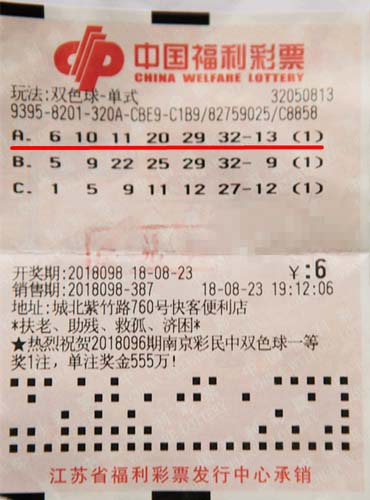 中国福利彩票
CHINA WELFARE LOTTERY
玩法:双色球-单式 32050813
9395-8201-320A-CBE9-C1B9/82759025/C8858
A. 6 10 11 20 29 32-13 (1)
B. 5 9 22 25 29 32- 9 (1)
C. 1 5 9 11 12 27-12 (1)
开奖期:2018098 18-08-23 ¥:6
销售期:2018098-387 18-08-23 19:12:06
地址:城北紫竹路760号快客便利店
*扶老、助残、救孤、济困*
★热烈祝贺2018096期南京彩民中双色球一等
奖1注,单注奖金555万!
江苏省福利彩票发行中心承销